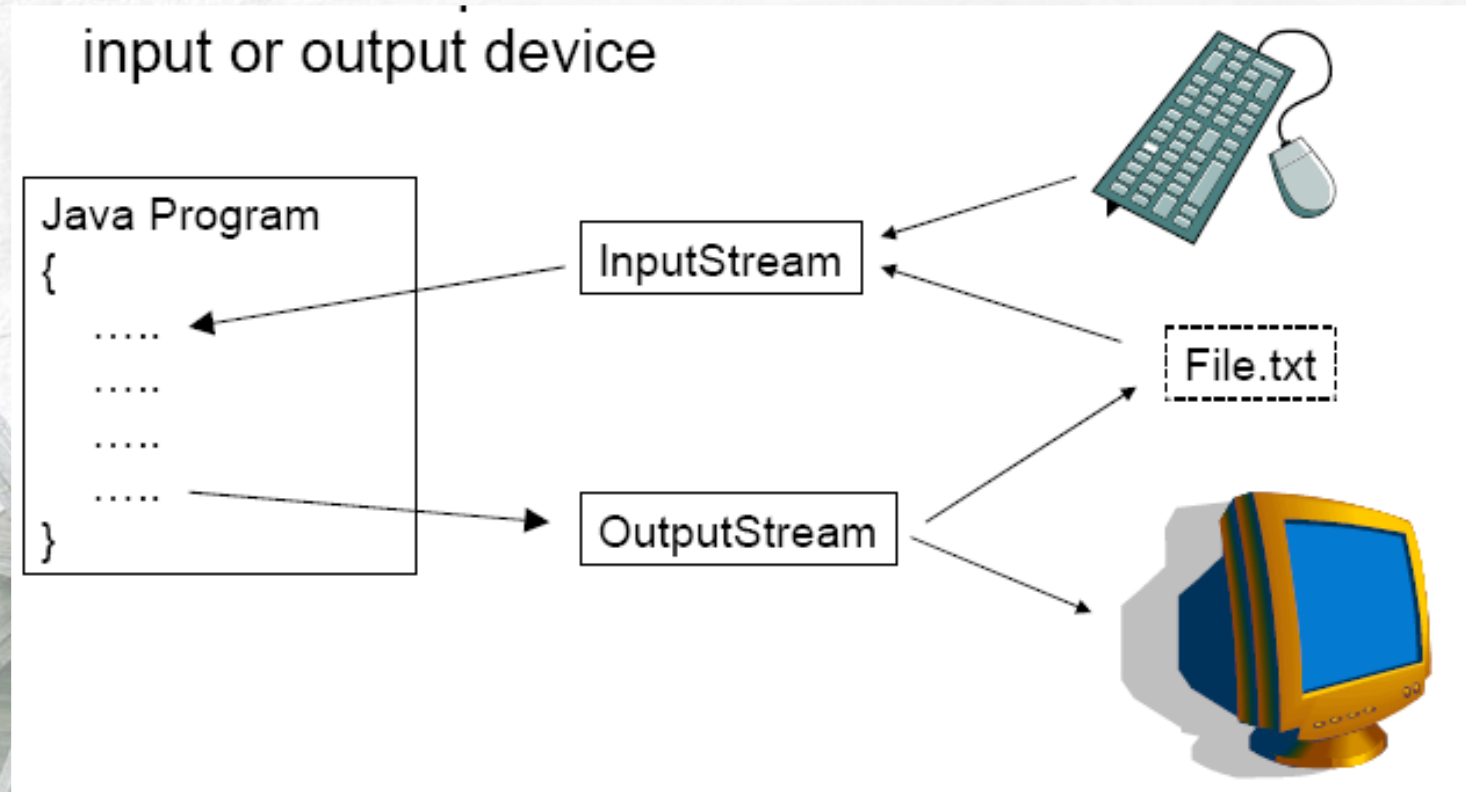 input or output device
Java Program
{
.....
.....
.....
.....
}
InputStream
File.txt
OutputStream